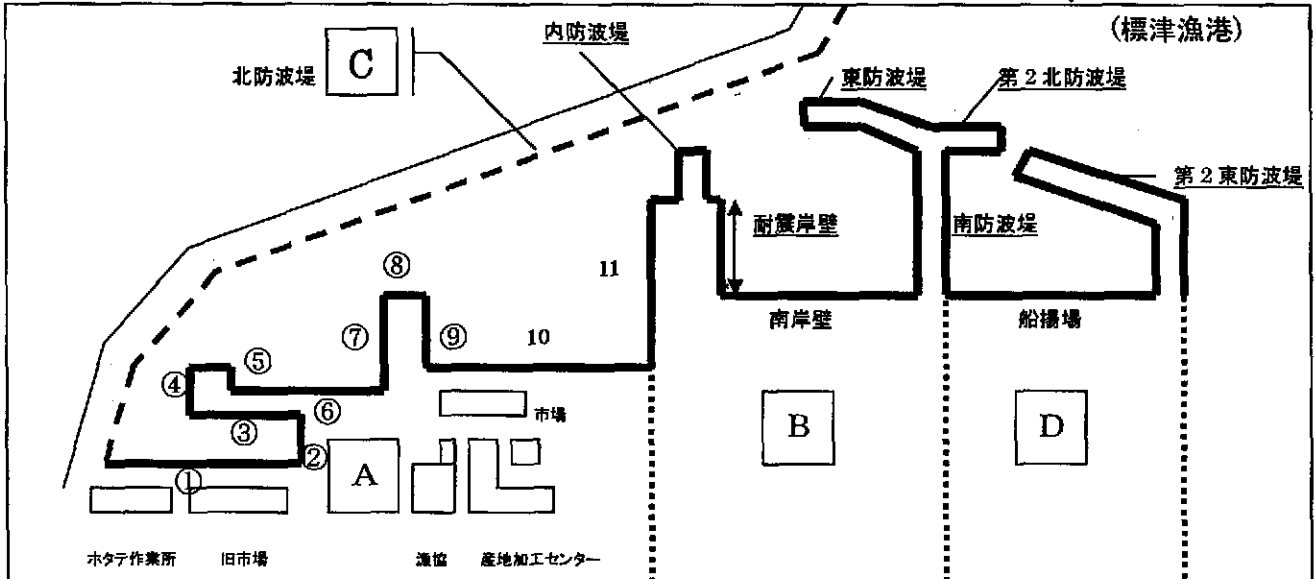 (標津漁港)
内防波堤
北防波堤
C
東防波堤
第2北防波堤
第2東防波堤
耐震岸壁
南防波堤
⑧
11
南岸壁
船揚場
⑦
⑨
10
⑤
④
⑥
③
市場
②
A
B
D
①
ホタテ作業所
旧市場
漁協
産地加工センター